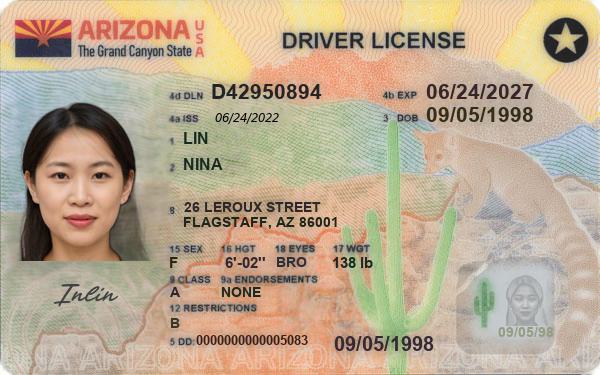 ARIZONA USA
The Grand Canyon State
DRIVER LICENSE
4d DLN D42950894
4b EXP 06/24/2027
4a ISS 06/24/2022
3 DOB 09/05/1998
1 LIN
2 NINA
8 26 LEROUX STREET
FLAGSTAFF, AZ 86001
15 SEX 16 HGT 18 EYES 17 WGT
F 6'-02" BRO 138 lb
9 CLASS 9a ENDORSEMENTS
A NONE
12 RESTRICTIONS
B
5 DD: 0000000000005083
09/05/1998
Inlin
09/05/98
ARIZONA ARIZONA ARIZONA ARIZONA